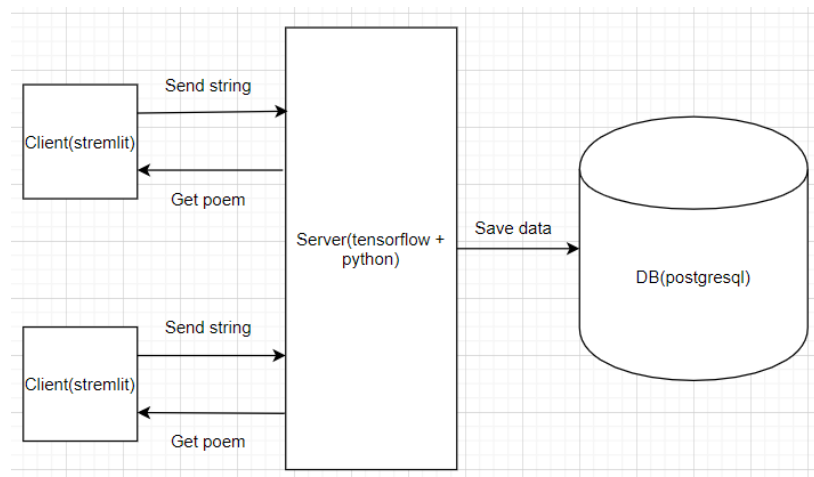 Send string
Client(stremlit)
Get poem
Server(tensorflow +
python)
Save data
DB(postgresql)
Send string
Client(stremlit)
Get poem